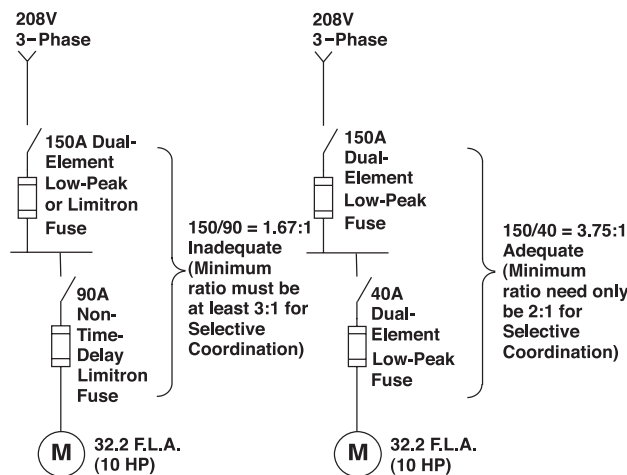 208V
3–Phase
150A Dual-
Element
Low-Peak
or Limitron
Fuse
150/90 = 1.67:1
Inadequate
(Minimum
ratio must be
at least 3:1 for
Selective
Coordination)
90A
Non-
Time-
Delay
Limitron
Fuse
M
32.2 F.L.A.
(10 HP)
208V
3–Phase
150A
Dual-
Element
Low-Peak
Fuse
150/40 = 3.75:1
Adequate
(Minimum
ratio need only
be 2:1 for
Selective
Coordination)
40A
Dual-
Element
Low-Peak
Fuse
M
32.2 F.L.A.
(10 HP)